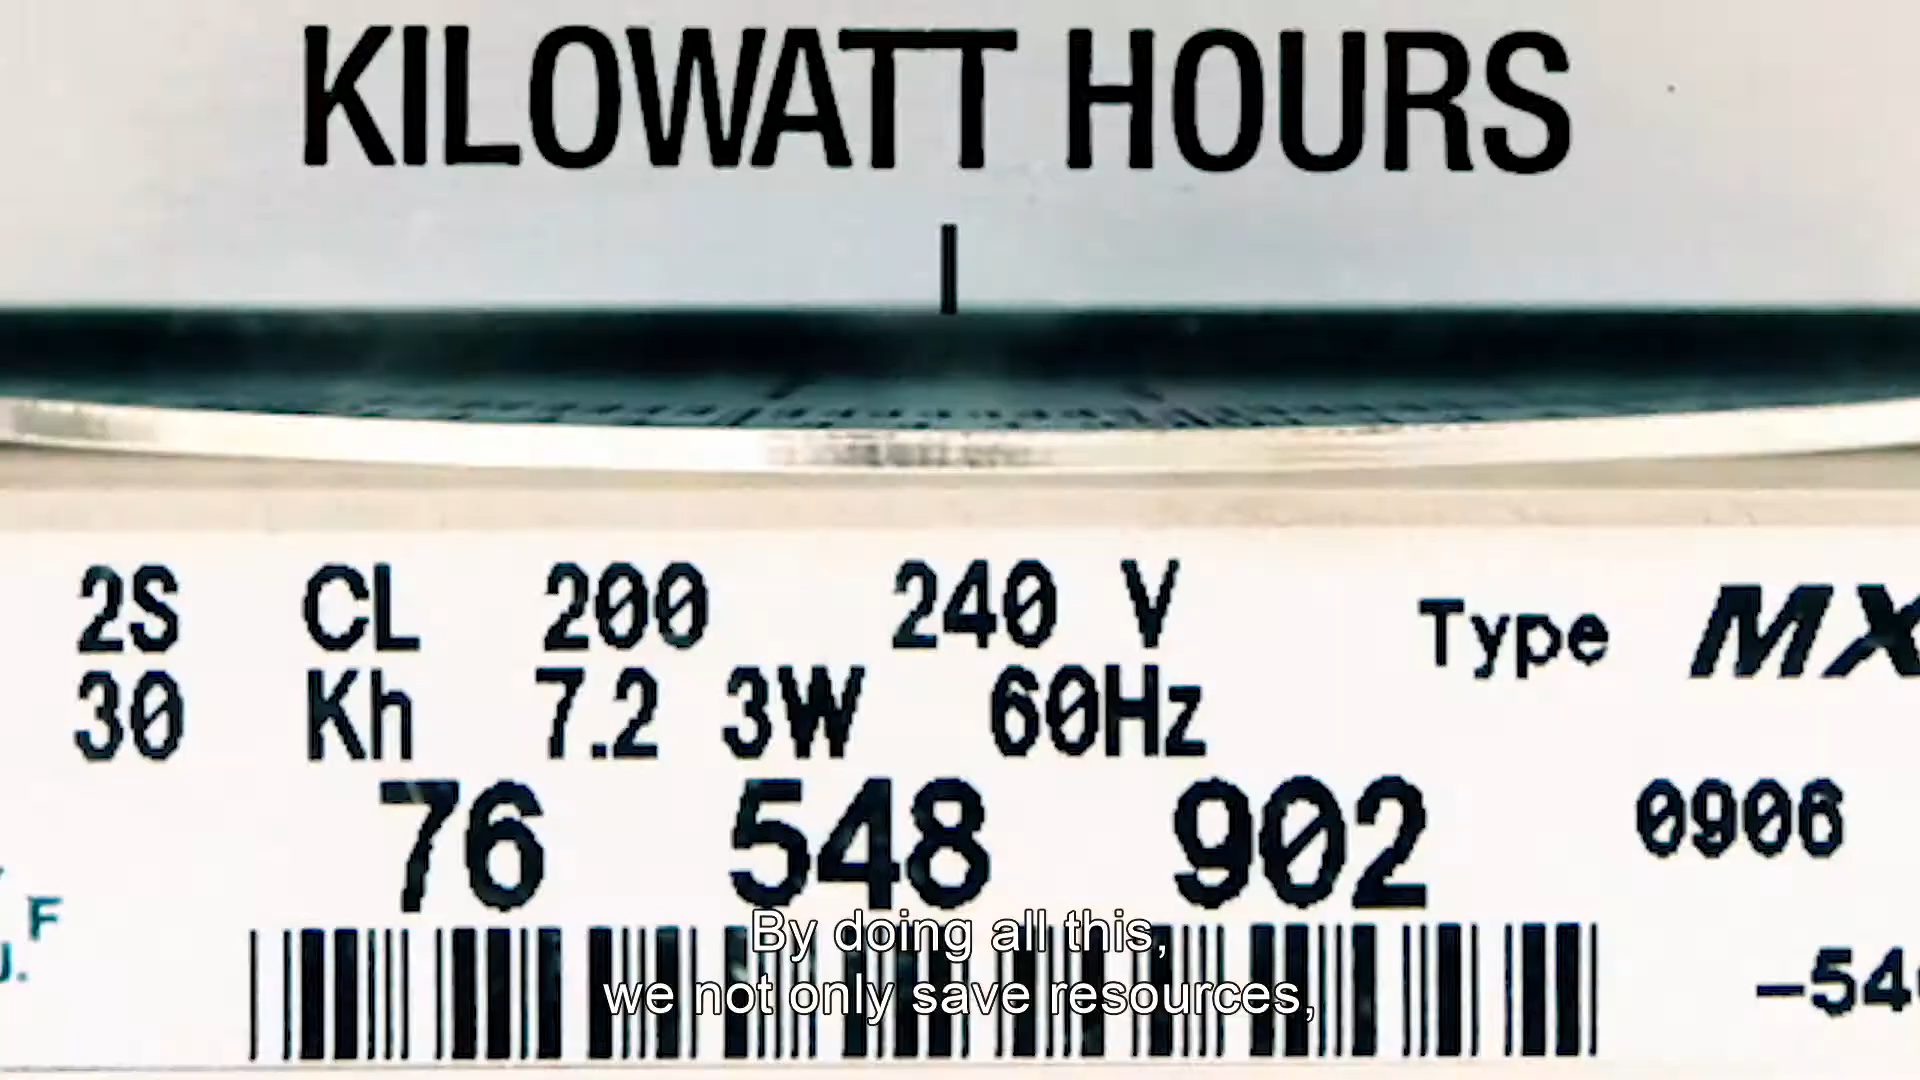 KILOWATT HOURS
2S CL 200 240 V Type MX
30 Kh 7.2 3W 60Hz
76 548 902 0906
F
-540
By doing all this,
we not only save resources,